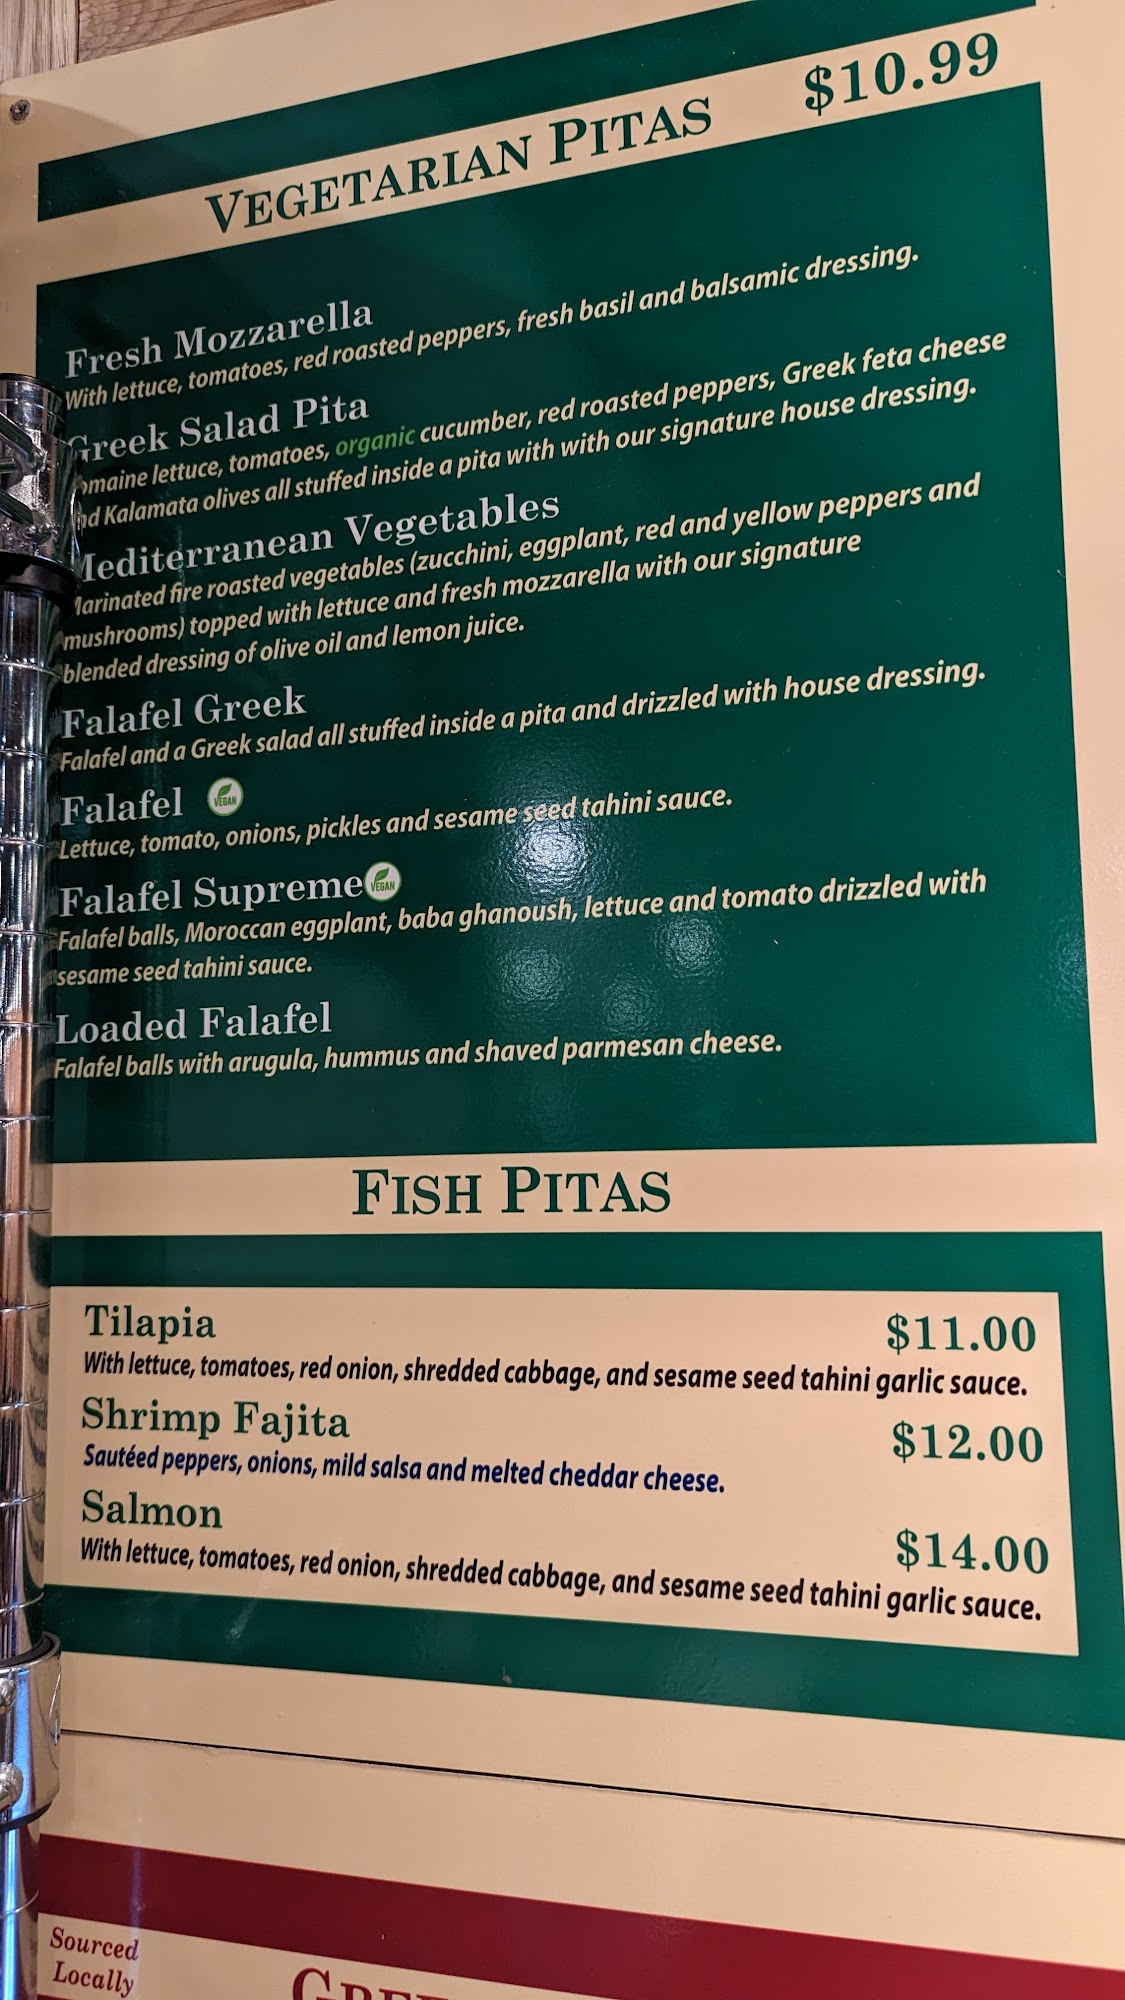 VEGETARIAN PITAS $10.99
Fresh Mozzarella
With lettuce, tomatoes, red roasted peppers, fresh basil and balsamic dressing.
Greek Salad Pita
omaine lettuce, tomatoes, organic cucumber, red roasted peppers, Greek feta cheese
nd Kalamata olives all stuffed inside a pita with with our signature house dressing.
Mediterranean Vegetables
Marinated fire roasted vegetables (zucchini, eggplant, red and yellow peppers and
mushrooms) topped with lettuce and fresh mozzarella with our signature
blended dressing of olive oil and lemon juice.
Falafel Greek
Falafel and a Greek salad all stuffed inside a pita and drizzled with house dressing.
Falafel VEGAN
Lettuce, tomato, onions, pickles and sesame seed tahini sauce.
Falafel Supreme VEGAN
Falafel balls, Moroccan eggplant, baba ghanoush, lettuce and tomato drizzled with
sesame seed tahini sauce.
Loaded Falafel
Falafel balls with arugula, hummus and shaved parmesan cheese.
FISH PITAS
Tilapia $11.00
With lettuce, tomatoes, red onion, shredded cabbage, and sesame seed tahini garlic sauce.
Shrimp Fajita $12.00
Sautéed peppers, onions, mild salsa and melted cheddar cheese.
Salmon $14.00
With lettuce, tomatoes, red onion, shredded cabbage, and sesame seed tahini garlic sauce.
Sourced
Locally